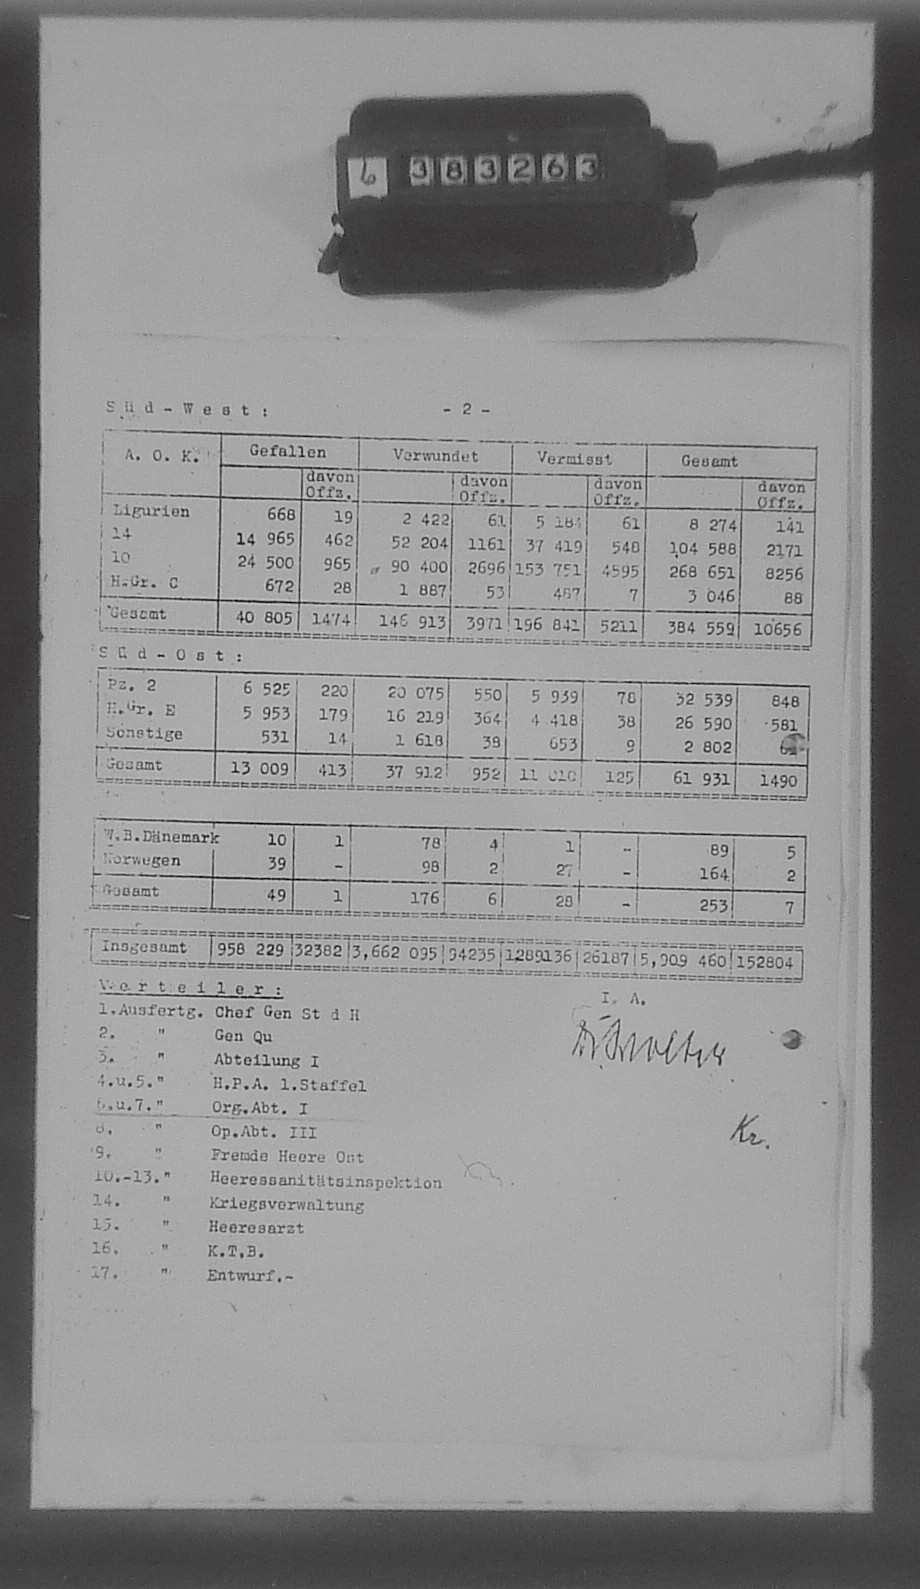 6 383263
Süd-West: - 2 -
A. O. K. Gefallen Verwundet Vermisst Gesamt
davon Offz. davon Offz. davon Offz. davon Offz.
Ligurien 668 19 2 422 61 5 184 61 8 274 141
14 14 965 462 52 204 1161 37 419 548 104 588 2171
10 24 500 965 90 400 2696 153 751 4595 268 651 8256
H.Gr. C 672 28 1 887 53 487 7 3 046 88
Gesamt 40 805 1474 146 913 3971 196 841 5211 384 559 10656
Süd-Ost:
Pz. 2 6 525 220 20 075 550 5 939 78 32 539 848
H.Gr. E 5 953 179 16 219 364 4 418 38 26 590 581
Sonstige 531 14 1 618 38 653 9 2 802
Gesamt 13 009 413 37 912 952 11 010 125 61 931 1490
W.B.Dänemark 10 1 78 4 1 - 89 5
Norwegen 39 - 98 2 27 - 164 2
Gesamt 49 1 176 6 28 - 253 7
Insgesamt 958 229 32382 3,662 095 94235 1289136 26187 5,909 460 152804
Verteiler:
I. A.
1.Ausfertg. Chef Gen St d H
2. " Gen Qu
3. " Abteilung I
4.u.5." H.P.A. 1.Staffel
6.u.7." Org.Abt. I
8. " Op.Abt. III
Kr.
9. " Fremde Heere Ost
10.-13." Heeressanitätsinspektion
14. " Kriegsverwaltung
15. " Heeresarzt
16. " K.T.B.
17. " Entwurf.-